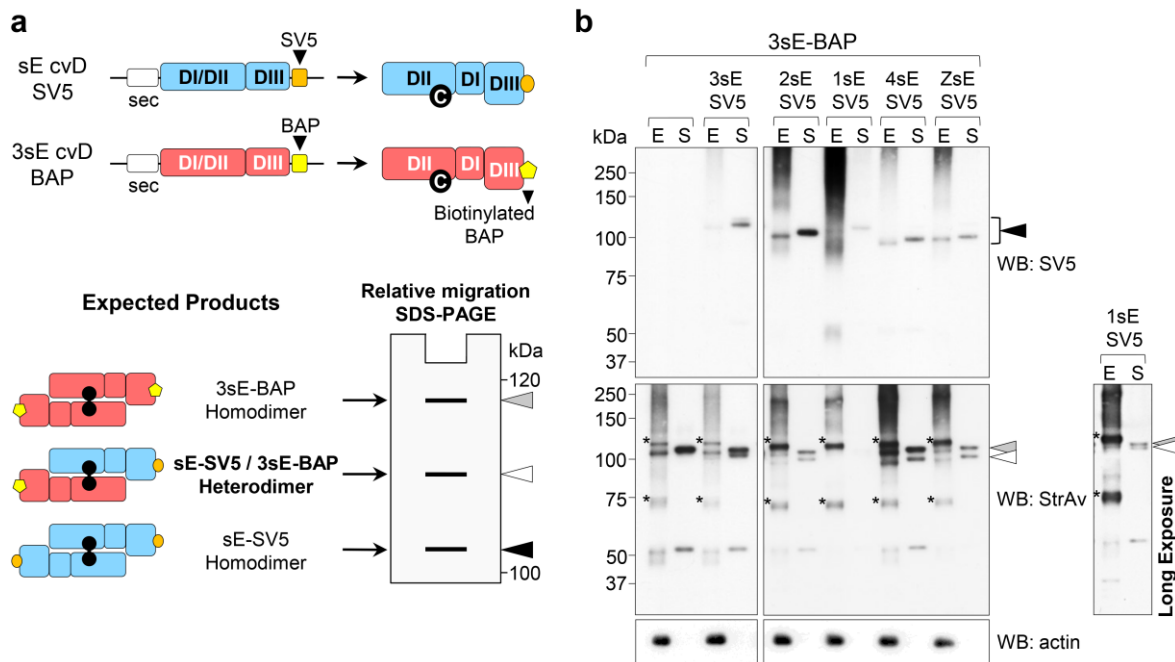 a
sE cvD
SV5
SV5
DI/DII
DIII
sec
DII
DI
DIII
C
3sE cvD
BAP
BAP
DI/DII
DIII
sec
DII
DI
DIII
C
Biotinylated
BAP
Expected Products
Relative migration
SDS-PAGE
kDa
120
3sE-BAP
Homodimer
sE-SV5 / 3sE-BAP
Heterodimer
sE-SV5
Homodimer
100
b
3sE-BAP
3sE
SV5
2sE
SV5
1sE
SV5
4sE
SV5
ZsE
SV5
kDa
E S E S E S E S E S E S
250
150
100
75
50
37
WB: SV5
250
150
100
75
50
37
* * * * * *
* * * * * *
WB: StrAv
1sE
SV5
E S
*
*
Long Exposure
WB: actin